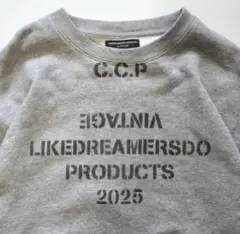 C.C.P
VINTAGE
LIKEDREAMERSDO
PRODUCTS
2025